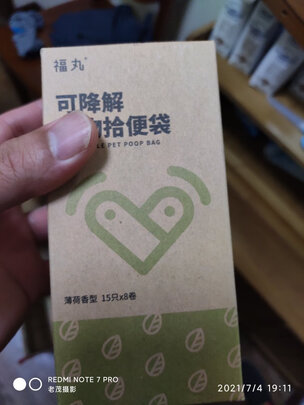 福丸
可降解
物拾便袋
LE PET POOP BAG
薄荷香型 15只x8卷
REDMI NOTE 7 PRO
老茂摄影
2021/7/4 19:11